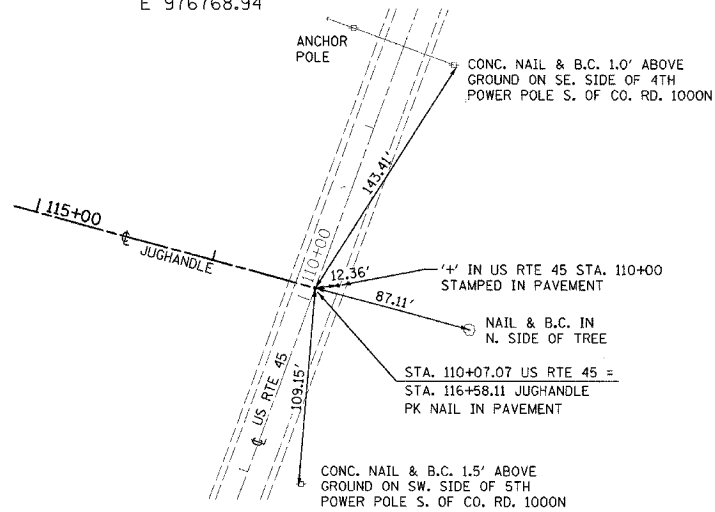 E 976768.94
ANCHOR
POLE
CONC. NAIL & B.C. 1.0' ABOVE
GROUND ON SE. SIDE OF 4TH
POWER POLE S. OF CO. RD. 1000N
143.41'
115+00
℄ JUGHANDLE
110+00
12.36'
'+' IN US RTE 45 STA. 110+00
STAMPED IN PAVEMENT
87.11'
NAIL & B.C. IN
N. SIDE OF TREE
STA. 110+07.07 US RTE 45 =
STA. 116+58.11 JUGHANDLE
PK NAIL IN PAVEMENT
109.15'
℄ US RTE 45
CONC. NAIL & B.C. 1.5' ABOVE
GROUND ON SW. SIDE OF 5TH
POWER POLE S. OF CO. RD. 1000N